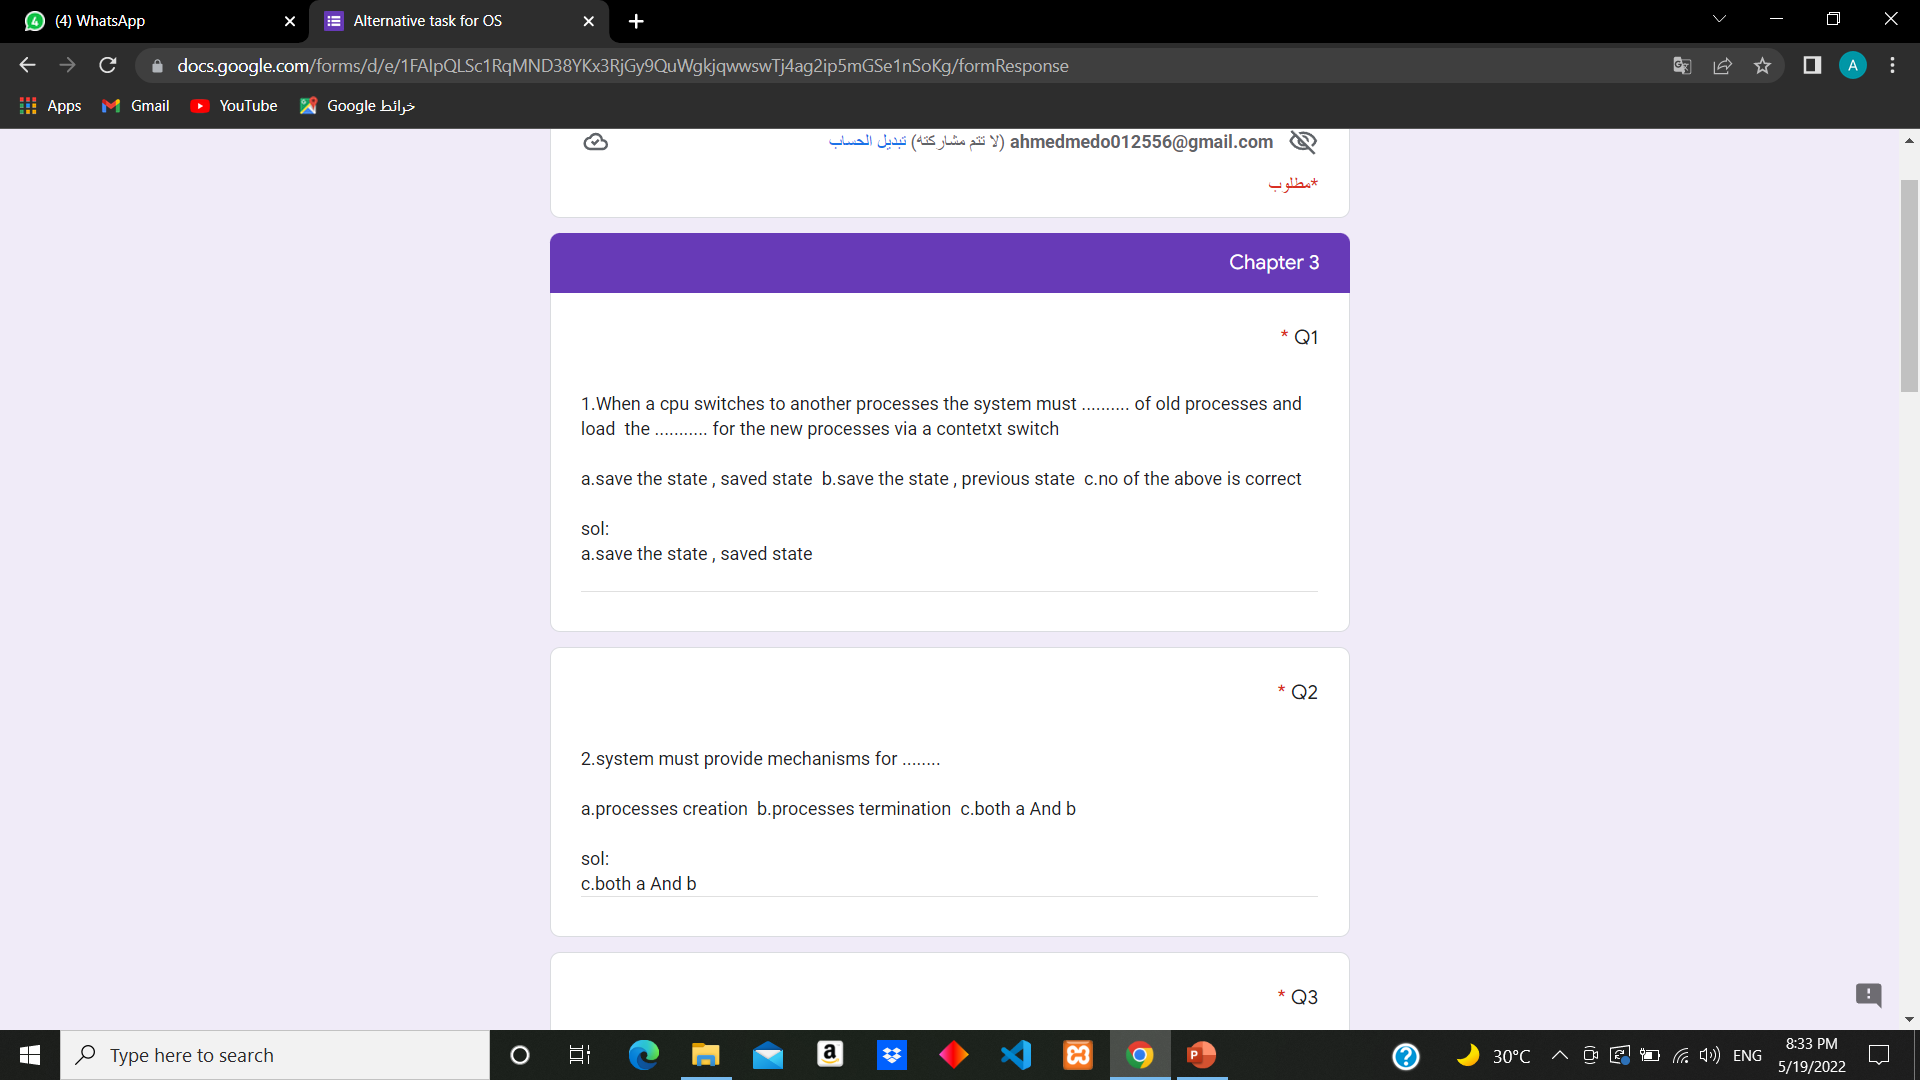 (4) WhatsApp
Alternative task for OS
docs.google.com/forms/d/e/1FAIpQLSc1RqMND38YKx3RjGy9QuWgkjqwwswTj4ag2ip5mGSe1nSoKg/formResponse
A
Apps
Gmail
YouTube
خرائط Google
ahmedmedo012556@gmail.com (لا تتم مشاركته) تبديل الحساب
*مطلوب
Chapter 3
* Q1
1.When a cpu switches to another processes the system must .......... of old processes and
load the ........... for the new processes via a contetxt switch
a.save the state , saved state b.save the state , previous state c.no of the above is correct
sol:
a.save the state , saved state
* Q2
2.system must provide mechanisms for ........
a.processes creation b.processes termination c.both a And b
sol:
c.both a And b
* Q3
Type here to search
30°C
ENG
8:33 PM
5/19/2022